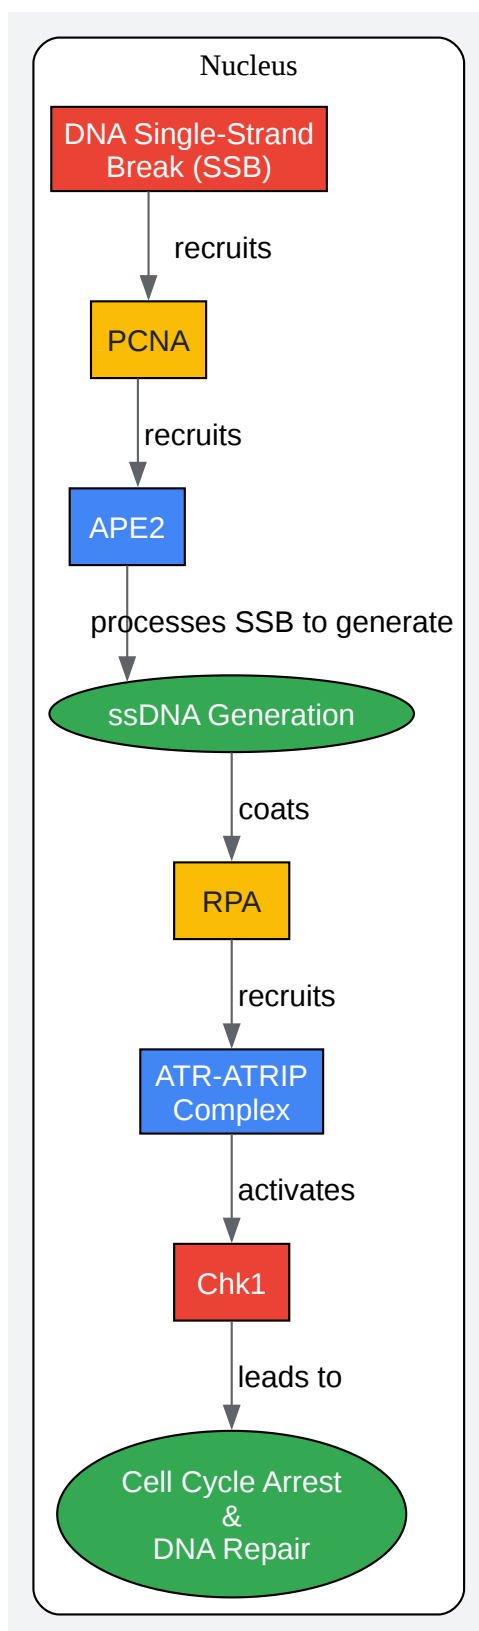 Nucleus
DNA Single-Strand
Break (SSB)
recruits
PCNA
recruits
APE2
processes SSB to generate
ssDNA Generation
coats
RPA
recruits
ATR-ATRIP
Complex
activates
Chk1
leads to
Cell Cycle Arrest
&
DNA Repair